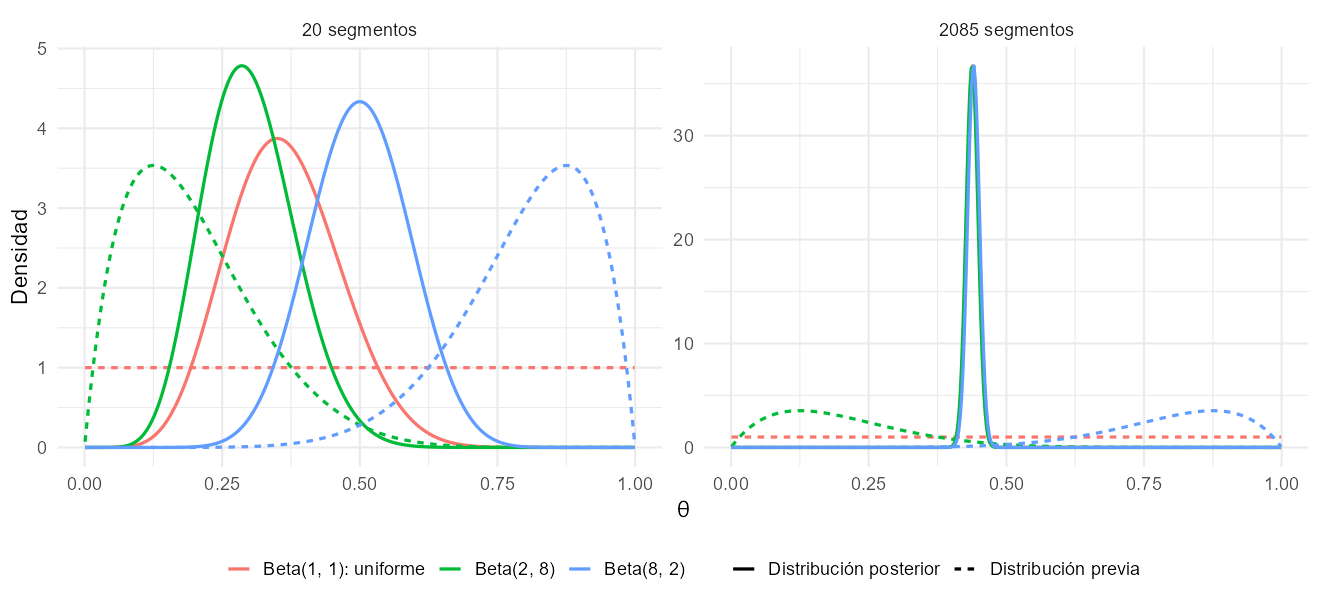 20 segmentos
2085 segmentos
Densidad
5
4
3
2
1
0
30
20
10
0
0.00 0.25 0.50 0.75 1.00
0.00 0.25 0.50 0.75 1.00
θ
Beta(1, 1): uniforme Beta(2, 8) Beta(8, 2) Distribución posterior Distribución previa